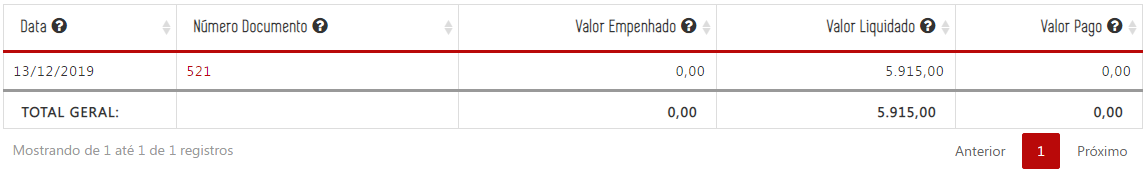 Data ? Número Documento ? Valor Empenhado ? Valor Liquidado ? Valor Pago ?
13/12/2019 521 0,00 5.915,00 0,00
TOTAL GERAL: 0,00 5.915,00 0,00
Mostrando de 1 até 1 de 1 registros Anterior 1 Próximo